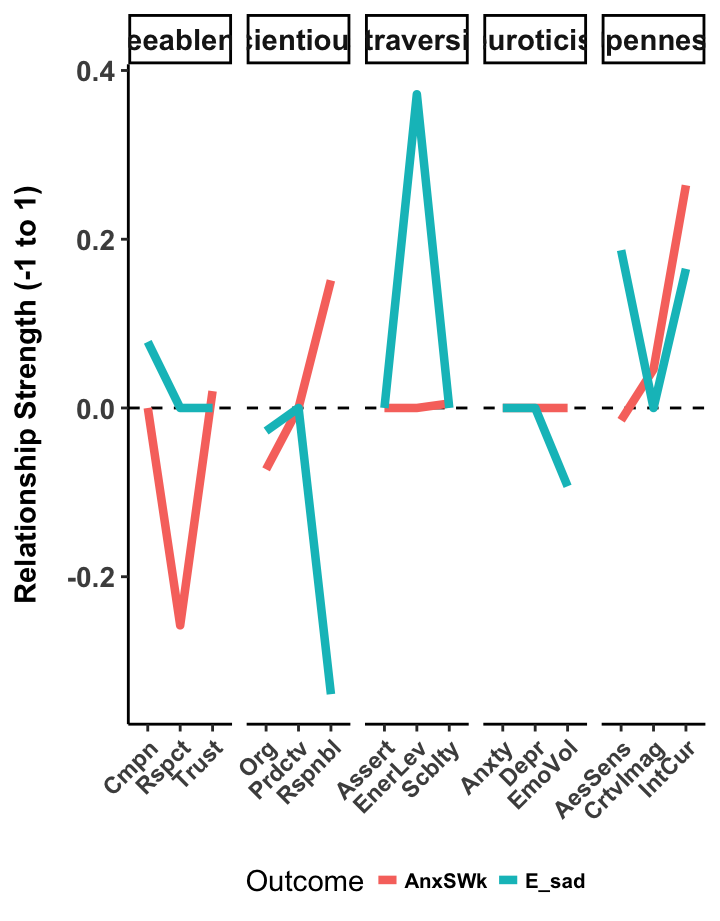 eeablen
cientiou
traversi
uroticis
pennes
Relationship Strength (-1 to 1)
0.4
0.2
0.0
-0.2
Cmpn
Rspct
Trust
Org
Prdctv
Rspnbl
Assert
EnerLev
Scblty
Anxty
Depr
EmoVol
AesSens
CrtvImag
IntCur
Outcome AnxSWk E_sad